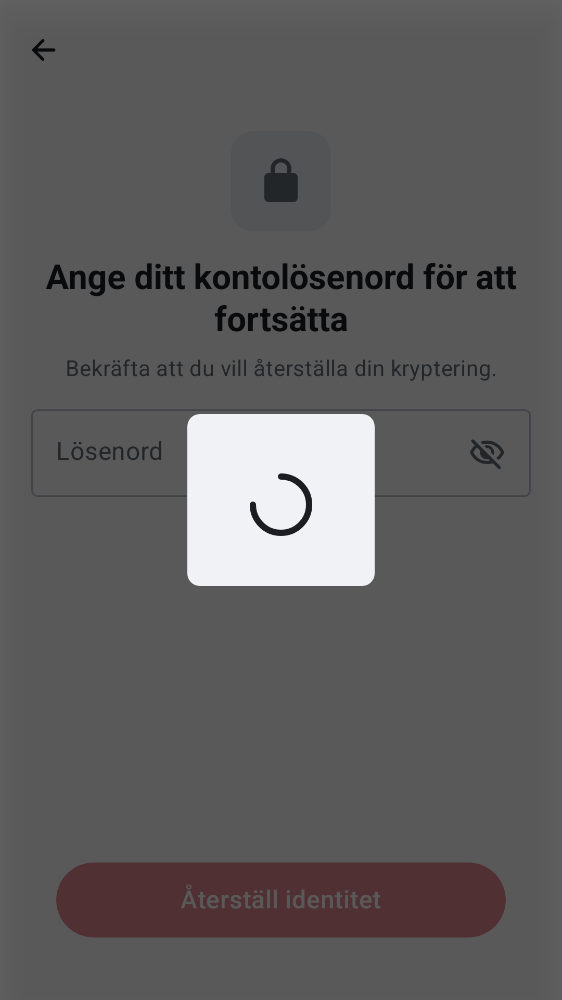 Ange ditt kontolösenord för att
fortsätta
Bekräfta att du vill återställa din kryptering.
Lösenord
Återställ identitet